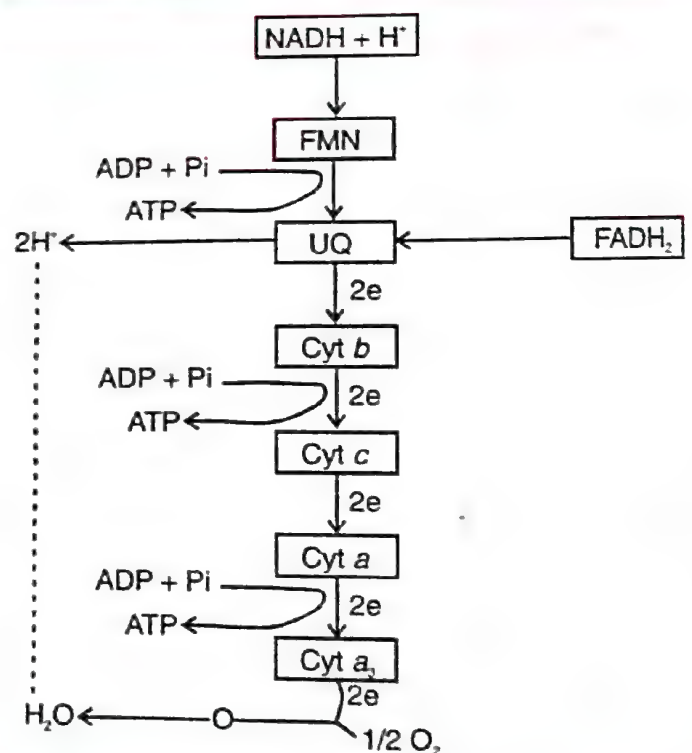 NADH + H⁺
FMN
ADP + Pi
ATP
2H⁺
UQ
FADH₂
2e
Cyt b
ADP + Pi
2e
ATP
Cyt c
2e
Cyt a
ADP + Pi
2e
ATP
Cyt a₃
2e
H₂O
O
1/2 O₂